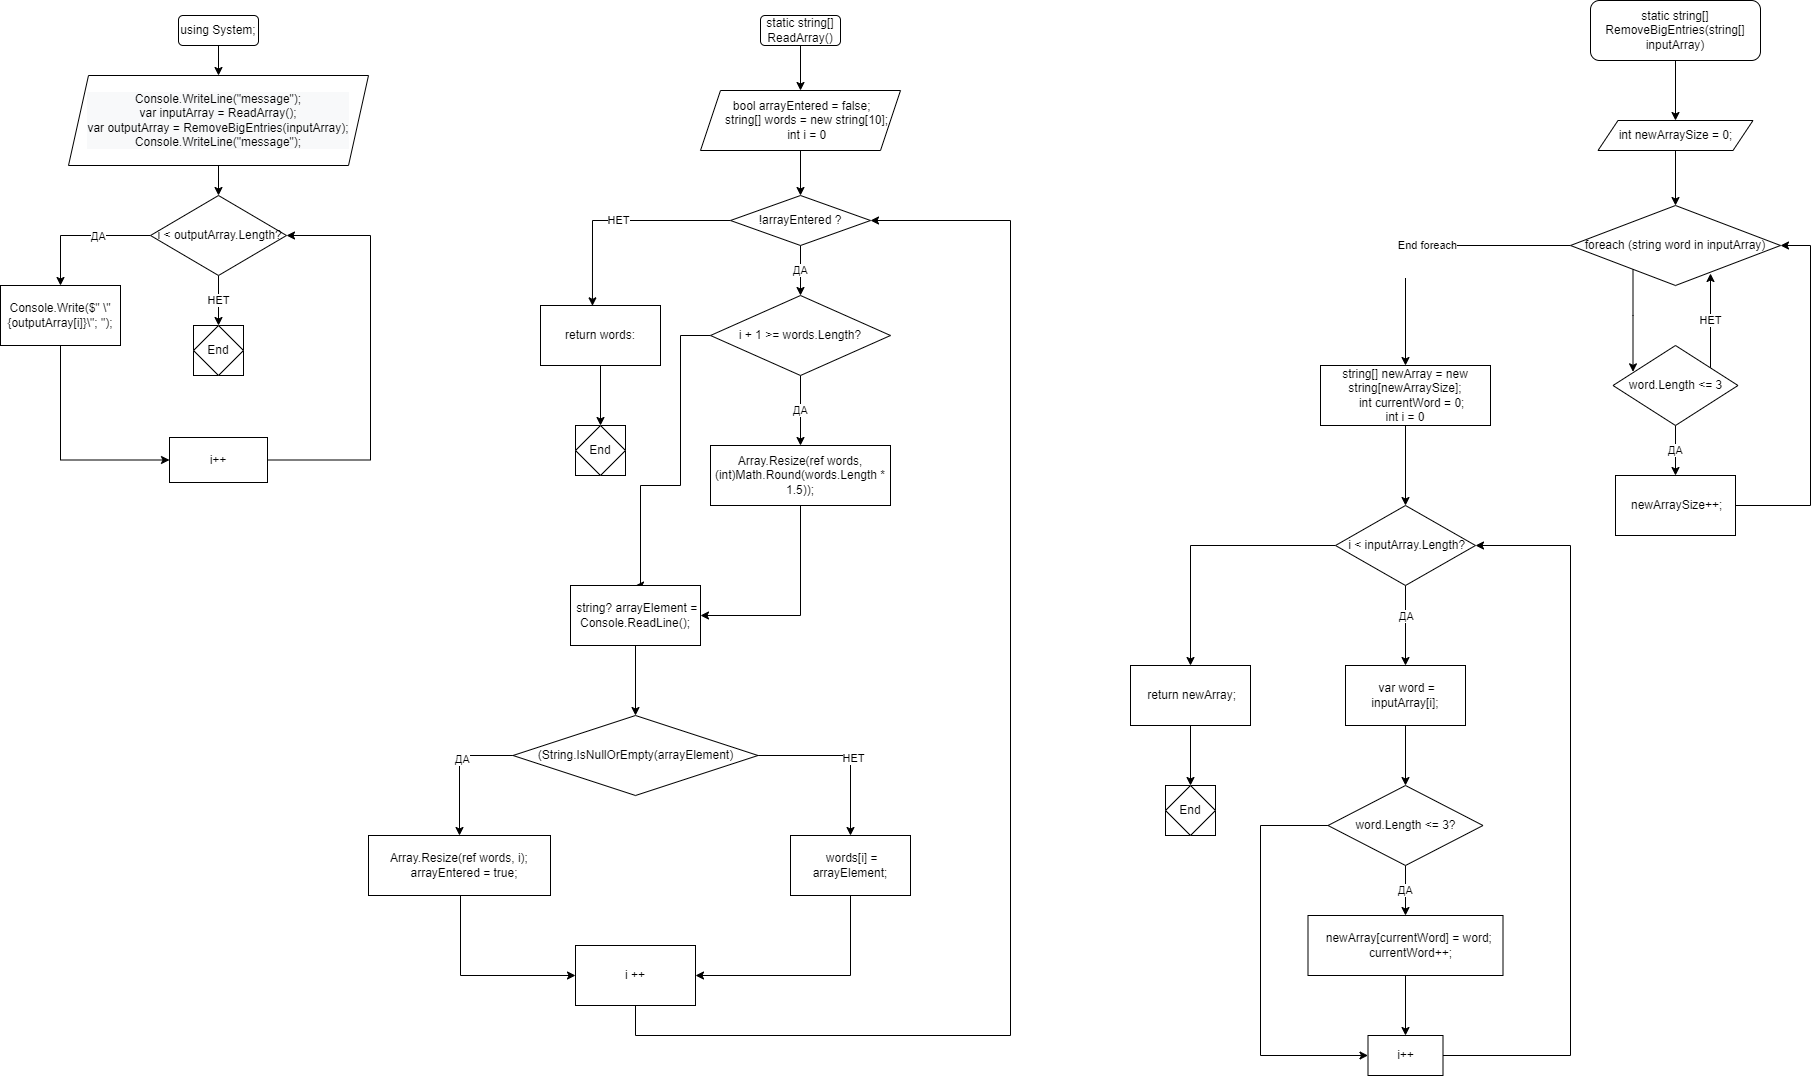 using System;
Console.WriteLine("message");
var inputArray = ReadArray();
var outputArray = RemoveBigEntries(inputArray);
Console.WriteLine("message");
i < outputArray.Length?
ДА
Console.Write($" \"
{outputArray[i]}\"; ");
НЕТ
End
i++
static string[]
ReadArray()
bool arrayEntered = false;
string[] words = new string[10];
int i = 0
!arrayEntered ?
НЕТ
ДА
return words:
i + 1 >= words.Length?
End
ДА
Array.Resize(ref words,
(int)Math.Round(words.Length *
1.5));
string? arrayElement =
Console.ReadLine();
(String.IsNullOrEmpty(arrayElement)
ДА
НЕТ
Array.Resize(ref words, i);
arrayEntered = true;
words[i] =
arrayElement;
i ++
static string[]
RemoveBigEntries(string[]
inputArray)
int newArraySize = 0;
foreach (string word in inputArray)
End foreach
НЕТ
word.Length <= 3
ДА
newArraySize++;
string[] newArray = new
string[newArraySize];
int currentWord = 0;
int i = 0
i < inputArray.Length?
ДА
return newArray;
End
var word =
inputArray[i];
word.Length <= 3?
ДА
newArray[currentWord] = word;
currentWord++;
i++